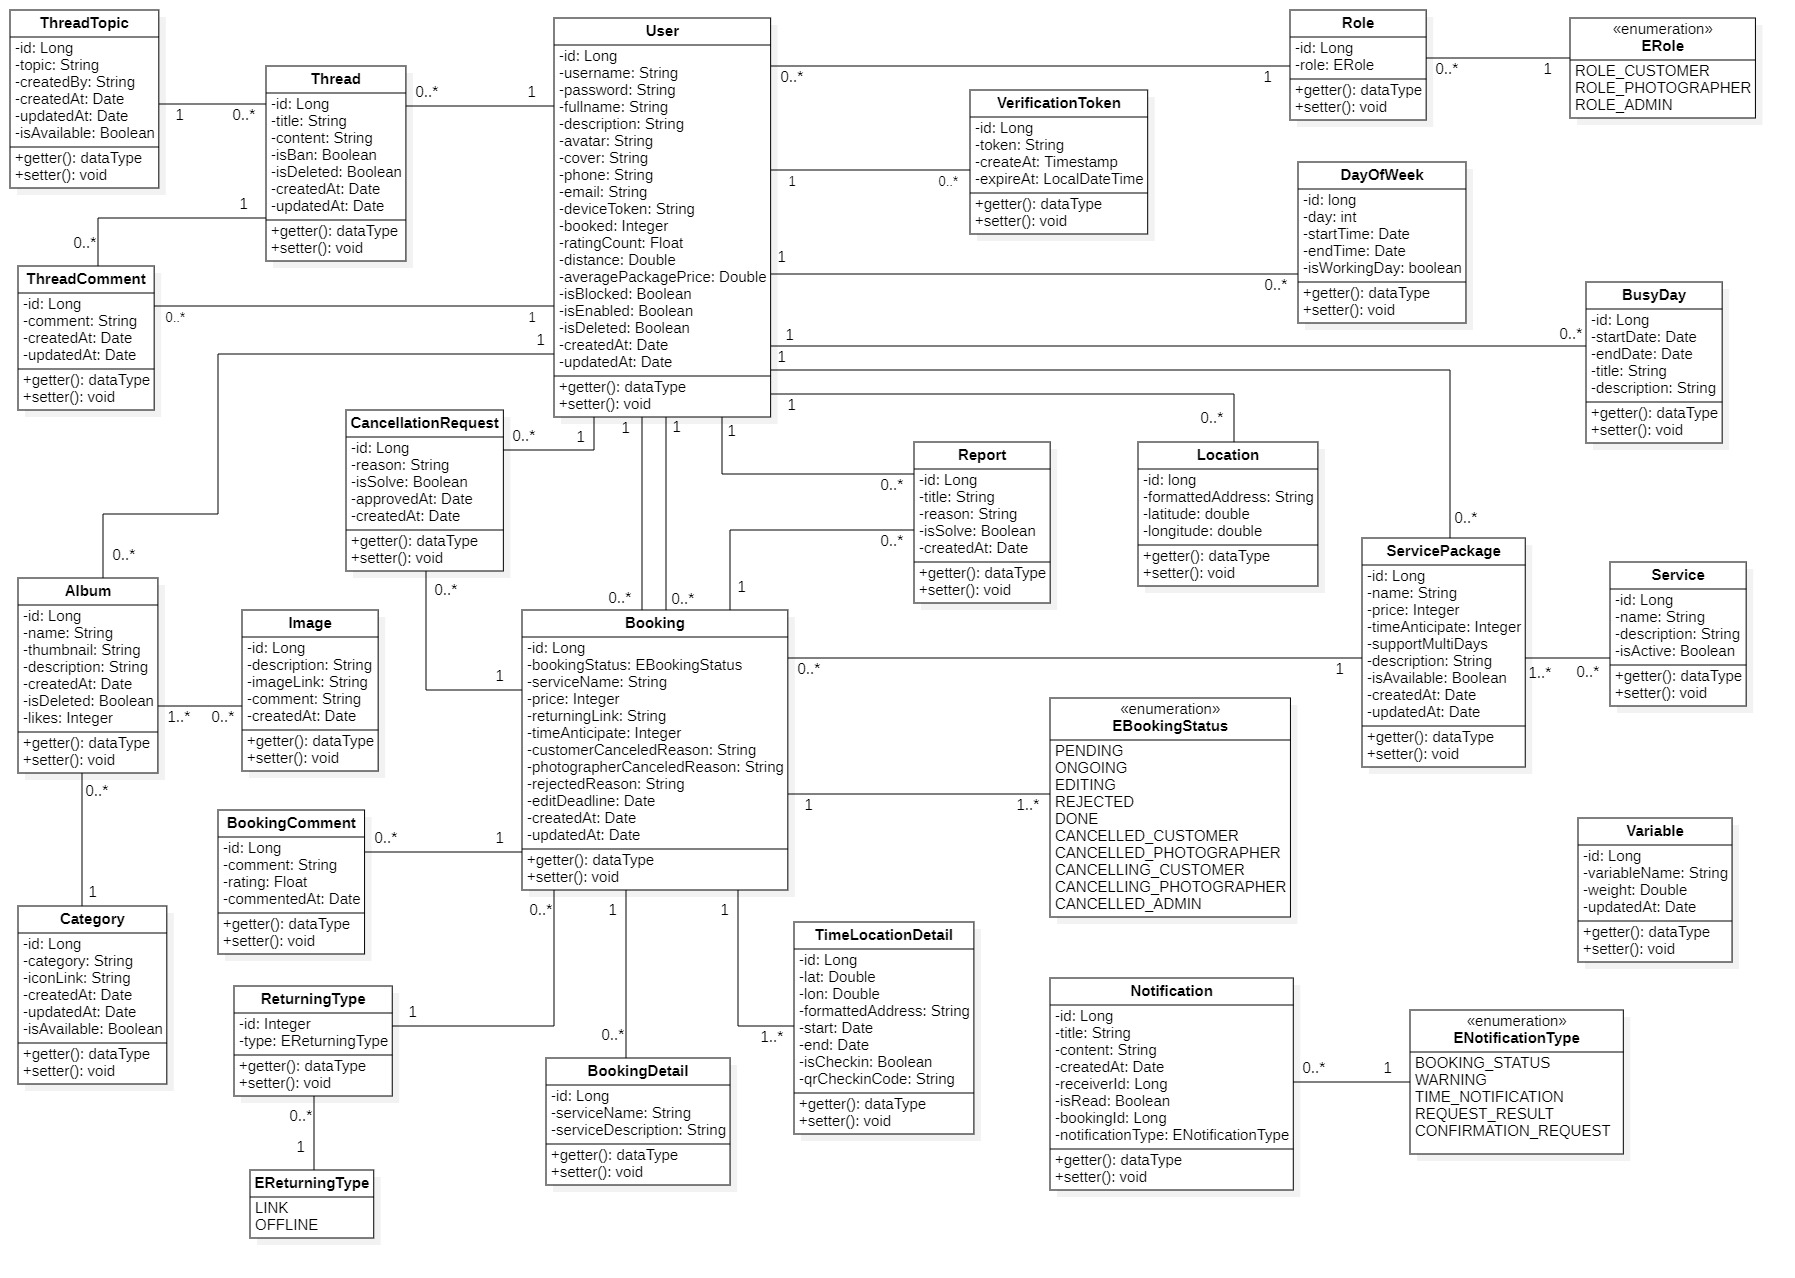 ThreadTopic
-id: Long
-topic: String
-createdBy: String
-createdAt: Date
-updatedAt: Date
-isAvailable: Boolean
+getter(): dataType
+setter(): void
1
0..*
Thread
-id: Long
-title: String
-content: String
-isBan: Boolean
-isDeleted: Boolean
-createdAt: Date
-updatedAt: Date
+getter(): dataType
+setter(): void
0..*
1
1
0..*
User
-id: Long
-username: String
-password: String
-fullname: String
-description: String
-avatar: String
-cover: String
-phone: String
-email: String
-deviceToken: String
-booked: Integer
-ratingCount: Float
-distance: Double
-averagePackagePrice: Double
-isBlocked: Boolean
-isEnabled: Boolean
-isDeleted: Boolean
-createdAt: Date
-updatedAt: Date
+getter(): dataType
+setter(): void
0..*
1
Role
-id: Long
-role: ERole
+getter(): dataType
+setter(): void
0..*
1
«enumeration»
ERole
ROLE_CUSTOMER
ROLE_PHOTOGRAPHER
ROLE_ADMIN
VerificationToken
-id: Long
-token: String
-createAt: Timestamp
-expireAt: LocalDateTime
+getter(): dataType
+setter(): void
1
0..*
DayOfWeek
-id: long
-day: int
-startTime: Date
-endTime: Date
-isWorkingDay: boolean
+getter(): dataType
+setter(): void
1
0..*
BusyDay
-id: Long
-startDate: Date
-endDate: Date
-title: String
-description: String
+getter(): dataType
+setter(): void
1
0..*
ThreadComment
-id: Long
-comment: String
-createdAt: Date
-updatedAt: Date
+getter(): dataType
+setter(): void
0..*
1
1
0..*
1
0..*
1
0..*
CancellationRequest
-id: Long
-reason: String
-isSolve: Boolean
-approvedAt: Date
-createdAt: Date
+getter(): dataType
+setter(): void
0..*
1
0..*
1
1
1
0..*
0..*
1
0..*
Report
-id: Long
-title: String
-reason: String
-isSolve: Boolean
-createdAt: Date
+getter(): dataType
+setter(): void
0..*
1
Location
-id: long
-formattedAddress: String
-latitude: double
-longitude: double
+getter(): dataType
+setter(): void
ServicePackage
-id: Long
-name: String
-price: Integer
-timeAnticipate: Integer
-supportMultiDays
-description: String
-isAvailable: Boolean
-createdAt: Date
-updatedAt: Date
+getter(): dataType
+setter(): void
1..*
0..*
Service
-id: Long
-name: String
-description: String
-isActive: Boolean
+getter(): dataType
+setter(): void
Album
-id: Long
-name: String
-thumbnail: String
-description: String
-createdAt: Date
-isDeleted: Boolean
-likes: Integer
+getter(): dataType
+setter(): void
1..*
0..*
Image
-id: Long
-description: String
-imageLink: String
-comment: String
-createdAt: Date
+getter(): dataType
+setter(): void
Booking
-id: Long
-bookingStatus: EBookingStatus
-serviceName: String
-price: Integer
-returningLink: String
-timeAnticipate: Integer
-customerCanceledReason: String
-photographerCanceledReason: String
-rejectedReason: String
-editDeadline: Date
-createdAt: Date
-updatedAt: Date
+getter(): dataType
+setter(): void
0..*
1
1
1..*
«enumeration»
EBookingStatus
PENDING
ONGOING
EDITING
REJECTED
DONE
CANCELLED_CUSTOMER
CANCELLED_PHOTOGRAPHER
CANCELLING_CUSTOMER
CANCELLING_PHOTOGRAPHER
CANCELLED_ADMIN
0..*
1
BookingComment
-id: Long
-comment: String
-rating: Float
-commentedAt: Date
+getter(): dataType
+setter(): void
0..*
1
Category
-id: Long
-category: String
-iconLink: String
-createdAt: Date
-updatedAt: Date
-isAvailable: Boolean
+getter(): dataType
+setter(): void
Variable
-id: Long
-variableName: String
-weight: Double
-updatedAt: Date
+getter(): dataType
+setter(): void
0..*
1
1
ReturningType
-id: Integer
-type: EReturningType
+getter(): dataType
+setter(): void
1
0..*
1
EReturningType
LINK
OFFLINE
0..*
BookingDetail
-id: Long
-serviceName: String
-serviceDescription: String
+getter(): dataType
+setter(): void
1..*
TimeLocationDetail
-id: Long
-lat: Double
-lon: Double
-formattedAddress: String
-start: Date
-end: Date
-isCheckin: Boolean
-qrCheckinCode: String
+getter(): dataType
+setter(): void
Notification
-id: Long
-title: String
-content: String
-createdAt: Date
-receiverId: Long
-isRead: Boolean
-bookingId: Long
-notificationType: ENotificationType
+getter(): dataType
+setter(): void
0..*
1
«enumeration»
ENotificationType
BOOKING_STATUS
WARNING
TIME_NOTIFICATION
REQUEST_RESULT
CONFIRMATION_REQUEST